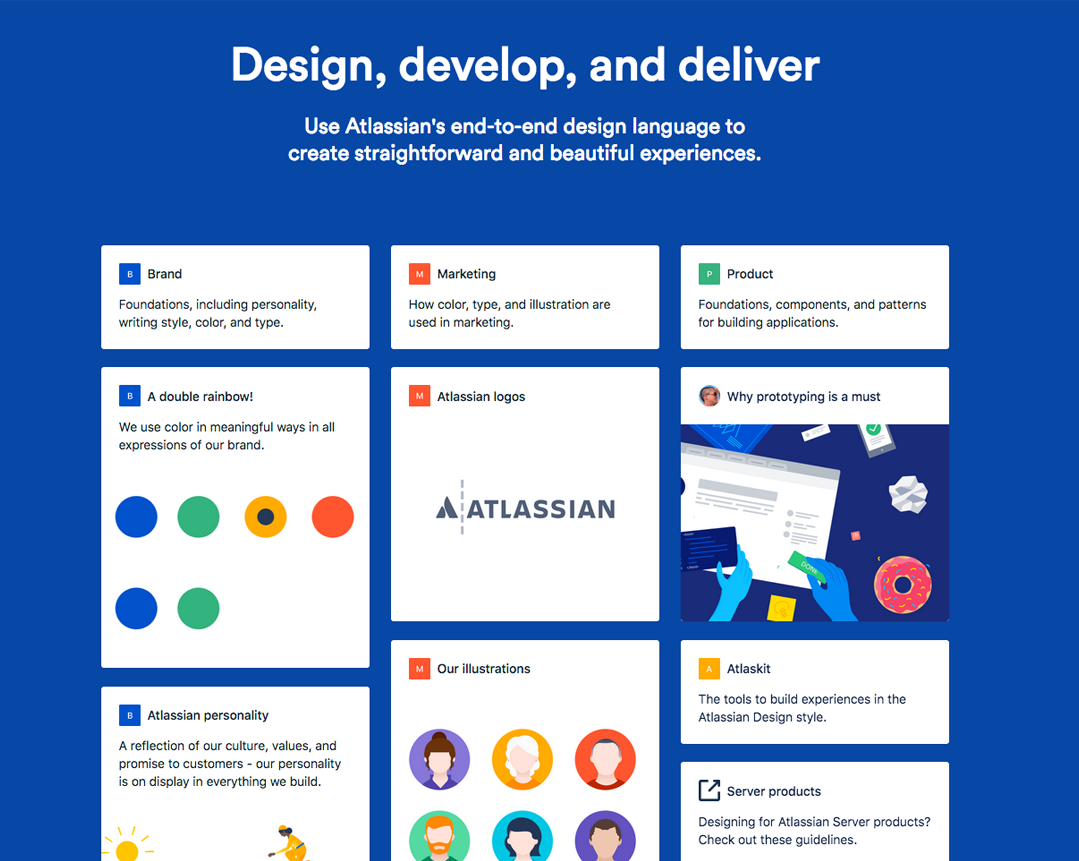 Design, develop, and deliver
Use Atlassian's end-to-end design language to
create straightforward and beautiful experiences.
B Brand
Foundations, including personality,
writing style, color, and type.
M Marketing
How color, type, and illustration are
used in marketing.
P Product
Foundations, components, and patterns
for building applications.
B A double rainbow!
We use color in meaningful ways in all
expressions of our brand.
M Atlassian logos
ATLASSIAN
Why prototyping is a must
DONE
M Our illustrations
A Atlaskit
The tools to build experiences in the
Atlassian Design style.
B Atlassian personality
A reflection of our culture, values, and
promise to customers - our personality
is on display in everything we build.
Server products
Designing for Atlassian Server products?
Check out these guidelines.